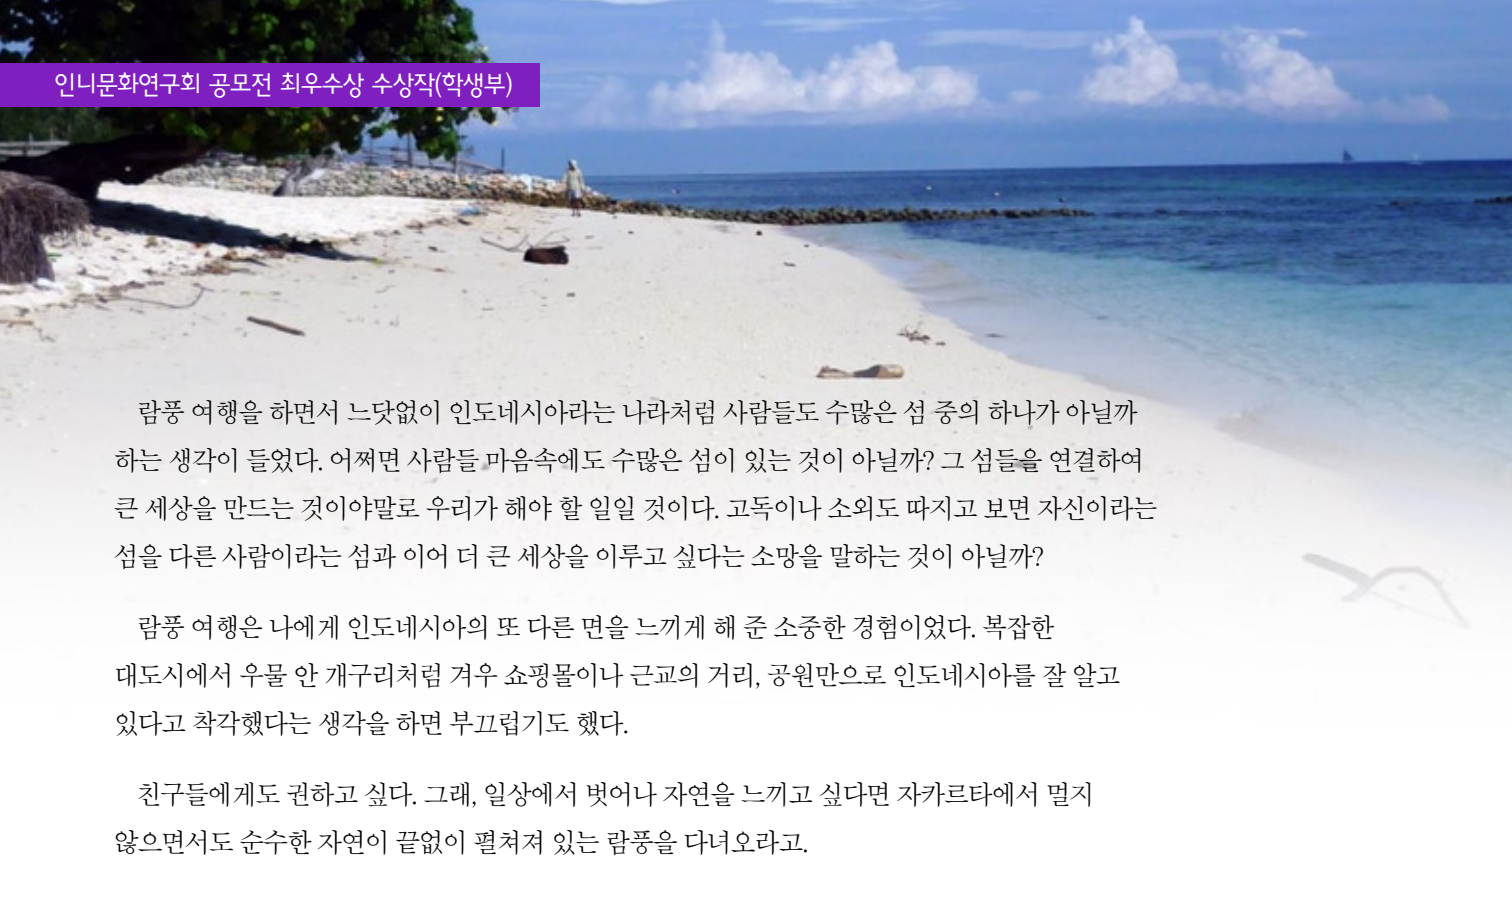 인니문화연구회 공모전 최우수상 수상작(학생부)
람풍 여행을 하면서 느닷없이 인도네시아라는 나라처럼 사람들도 수많은 섬 중의 하나가 아닐까
하는 생각이 들었다. 어쩌면 사람들 마음속에도 수많은 섬이 있는 것이 아닐까? 그 섬들을 연결하여
큰 세상을 만드는 것이야말로 우리가 해야 할 일일 것이다. 고독이나 소외도 따지고 보면 자신이라는
섬을 다른 사람이라는 섬과 이어 더 큰 세상을 이루고 싶다는 소망을 말하는 것이 아닐까?
람풍 여행은 나에게 인도네시아의 또 다른 면을 느끼게 해 준 소중한 경험이었다. 복잡한
대도시에서 우물 안 개구리처럼 겨우 쇼핑몰이나 근교의 거리, 공원만으로 인도네시아를 잘 알고
있다고 착각했다는 생각을 하면 부끄럽기도 했다.
친구들에게도 권하고 싶다. 그래, 일상에서 벗어나 자연을 느끼고 싶다면 자카르타에서 멀지
않으면서도 순수한 자연이 끝없이 펼쳐져 있는 람풍을 다녀오라고.